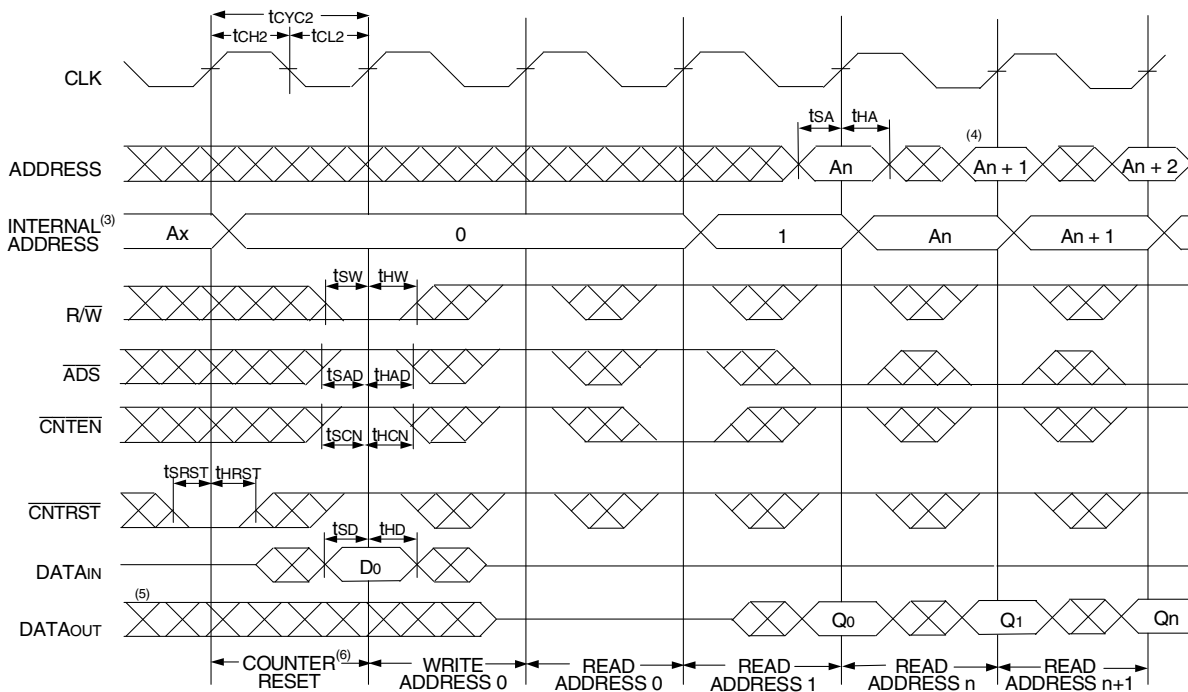 tCYC2
tCH2 tCL2
CLK
tSA tHA
(4)
ADDRESS An An + 1 An + 2
INTERNAL(3)
ADDRESS Ax 0 1 An An + 1
tSW tHW
R/W
ADS
tSAD tHAD
CNTEN
tSCN tHCN
tSRST tHRST
CNTRST
tSD tHD
DATAIN D0
(5)
DATAOUT Q0 Q1 Qn
COUNTER(6) WRITE READ READ READ READ
RESET ADDRESS 0 ADDRESS 0 ADDRESS 1 ADDRESS n ADDRESS n+1